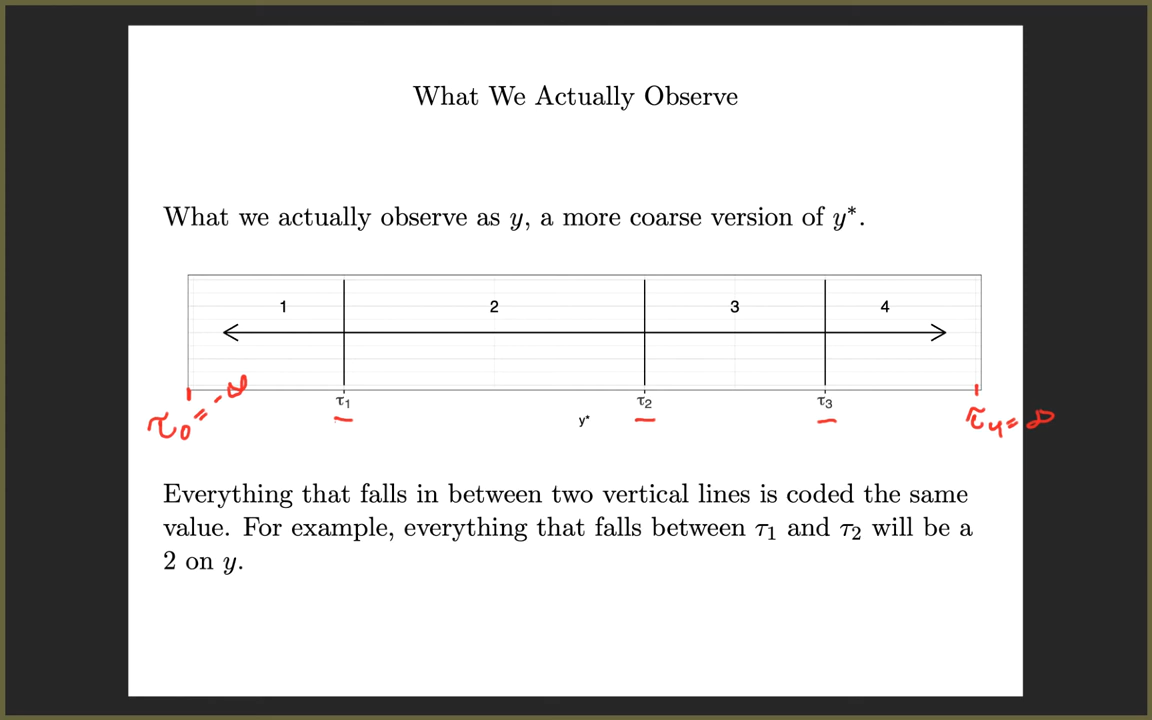 What We Actually Observe
What we actually observe as y, a more coarse version of y*.
1 2 3 4
τ1 τ2 τ3
τ0 = -∞ τ4 = ∞
y*
Everything that falls in between two vertical lines is coded the same
value. For example, everything that falls between τ1 and τ2 will be a
2 on y.